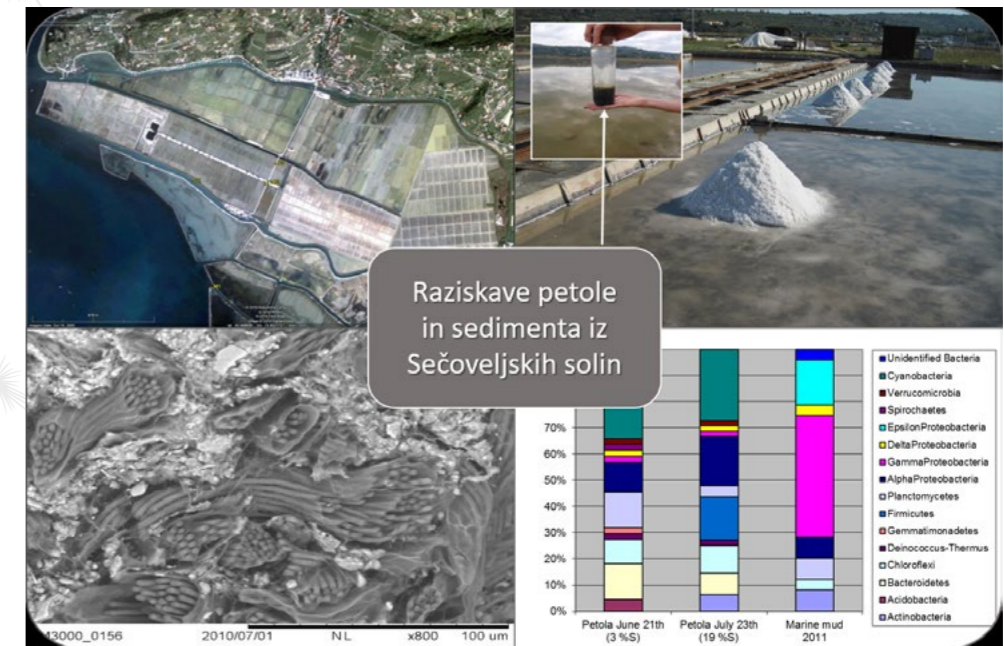 Raziskave petole
in sedimenta iz
Sečoveljskih solin
M3000_0156 2010/07/01 NL x800 100 um
70%
60%
50%
40%
30%
20%
10%
0%
Petola June 21th
(3 %S)
Petola July 23th
(19 %S)
Marine mud
2011
Unidentified Bacteria
Cyanobacteria
Verrucomicrobia
Spirochaetes
EpsilonProteobacteria
DeltaProteobacteria
GammaProteobacteria
AlphaProteobacteria
Planctomycetes
Firmicutes
Gemmatimonadetes
Deinococcus-Thermus
Chloroflexi
Bacteroidetes
Acidobacteria
Actinobacteria